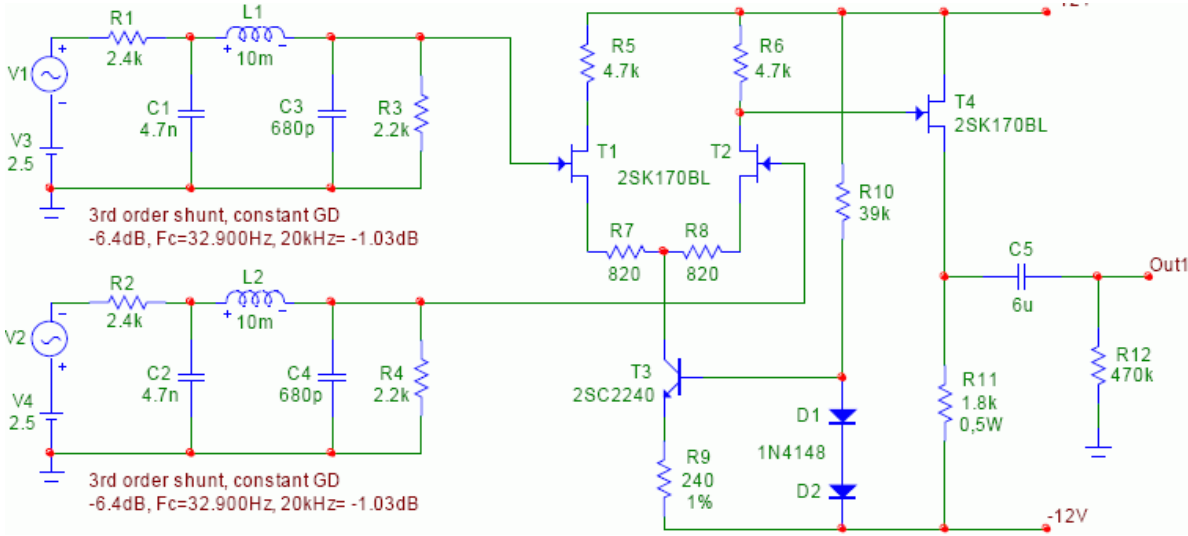 R1
2.4k
L1
+ -
10m
V1
+
-
C1
4.7n
C3
680p
R3
2.2k
V3
2.5
3rd order shunt, constant GD
-6.4dB, Fc=32.900Hz, 20kHz= -1.03dB
R2
2.4k
L2
+ -
10m
V2
-
+
C2
4.7n
C4
680p
R4
2.2k
V4
2.5
3rd order shunt, constant GD
-6.4dB, Fc=32.900Hz, 20kHz= -1.03dB
R5
4.7k
R6
4.7k
T1
T2
2SK170BL
T4
2SK170BL
R7
820
R8
820
R10
39k
T3
2SC2240
R9
240
1%
D1
1N4148
D2
R11
1.8k
0,5W
C5
6u
Out1
R12
470k
-12V